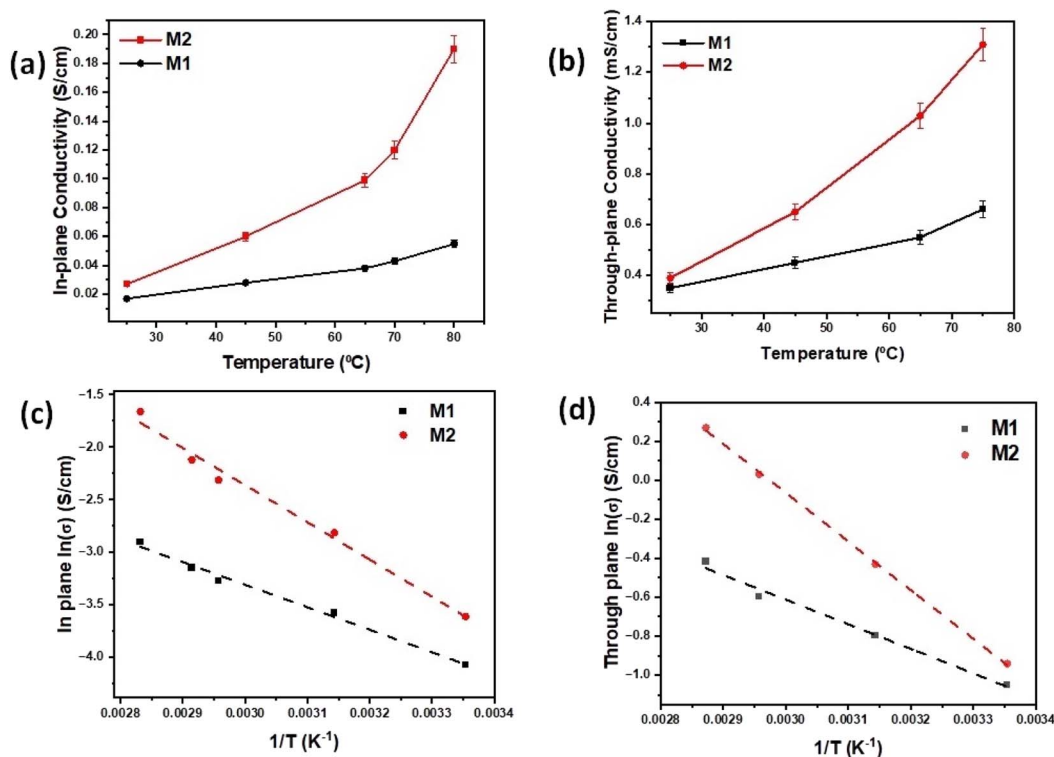 (a)
M2
M1
In-plane Conductivity (S/cm)
0.20
0.18
0.16
0.14
0.12
0.10
0.08
0.06
0.04
0.02
30
40
50
60
70
80
Temperature (ºC)
(b)
M1
M2
Through-plane Conductivity (mS/cm)
1.4
1.2
1.0
0.8
0.6
0.4
30
40
50
60
70
80
Temperature (ºC)
(c)
M1
M2
In plane ln(σ) (S/cm)
−1.5
−2.0
−2.5
−3.0
−3.5
−4.0
0.0028
0.0029
0.0030
0.0031
0.0032
0.0033
0.0034
1/T (K-1)
(d)
M1
M2
Through plane ln(σ) (S/cm)
0.4
0.2
0.0
−0.2
−0.4
−0.6
−0.8
−1.0
0.0028
0.0029
0.0030
0.0031
0.0032
0.0033
0.0034
1/T (K-1)